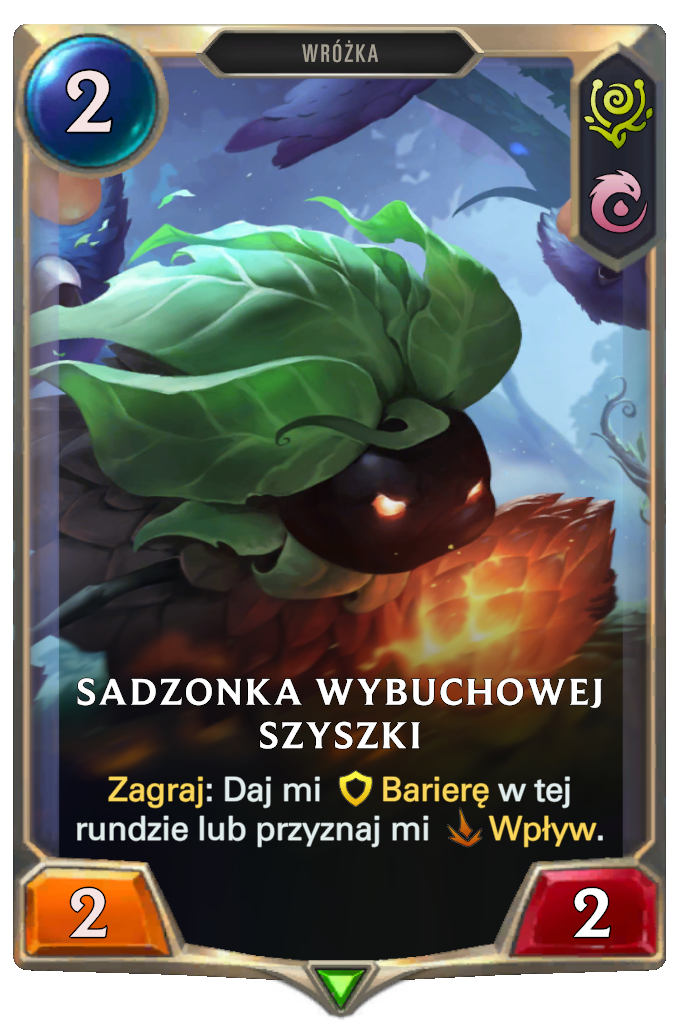 WRÓŻKA
2
SADZONKA WYBUCHOWEJ
SZYSZKI
Zagraj: Daj mi Barierę w tej
rundzie lub przyznaj mi Wpływ.
2
2